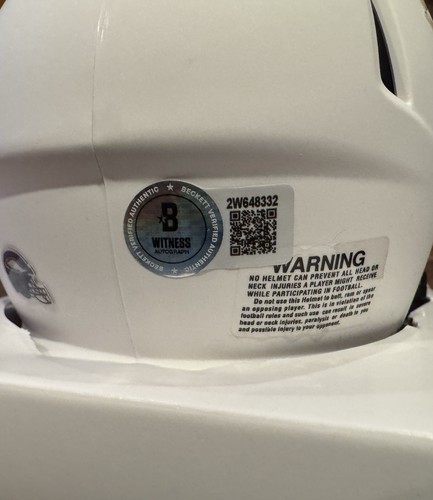 BECKETT VERIFIED AUTHENTIC ★ BECKETT VERIFIED AUTHENTIC ★
B
WITNESS
AUTOGRAPH
2W648332
WARNING
NO HELMET CAN PREVENT ALL HEAD OR
NECK INJURIES A PLAYER MIGHT RECEIVE
WHILE PARTICIPATING IN FOOTBALL.
Do not use this Helmet to butt, ram or spear
an opposing player. This is in violation of the
football rules and such use can result in severe
head or neck injuries, paralysis or death to you
and possible injury to your opponent.